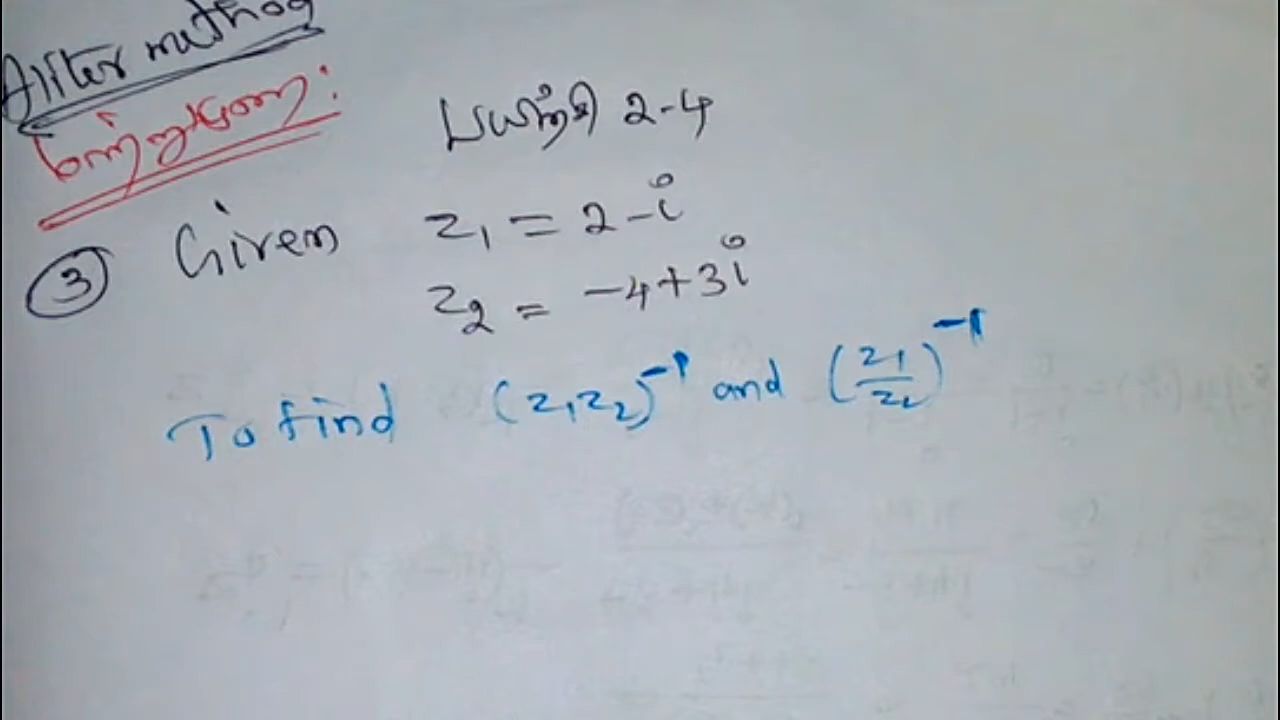 Aliter method
மாற்றுமுறை:
பயிற்சி 2-4
③ Given z₁ = 2-i
z₂ = -4+3i
To find (z₁z₂)⁻¹ and (z₁/z₂)⁻¹